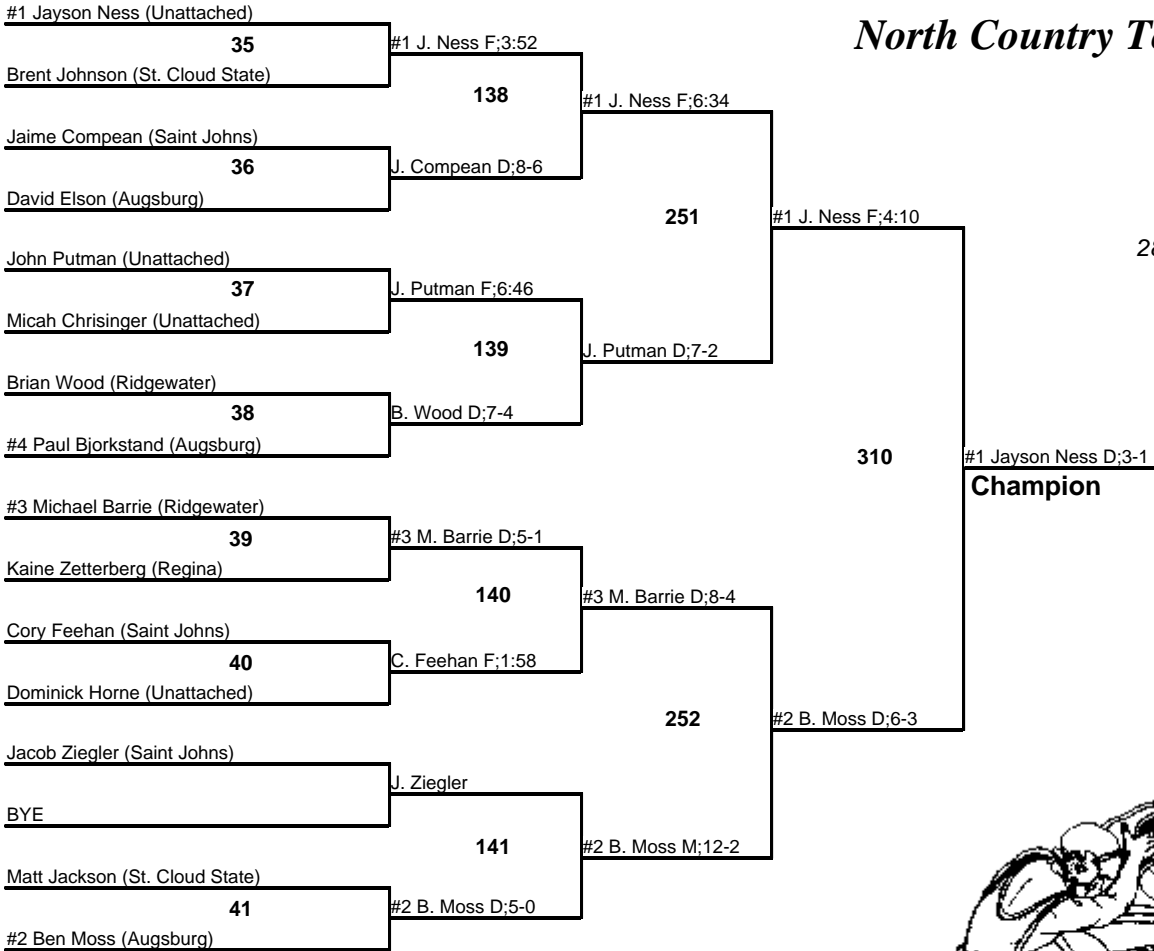 #1 Jayson Ness (Unattached)
North Country
35
#1 J. Ness F;3:52
Brent Johnson (St. Cloud State)
138
#1 J. Ness F;6:34
Jaime Compean (Saint Johns)
36
J. Compean D;8-6
David Elson (Augsburg)
251
#1 J. Ness F;4:10
John Putman (Unattached)
37
J. Putman F;6:46
Micah Chrisinger (Unattached)
139
J. Putman D;7-2
Brian Wood (Ridgewater)
38
B. Wood D;7-4
#4 Paul Bjorkstand (Augsburg)
310
#1 Jayson Ness D;3-1
Champion
#3 Michael Barrie (Ridgewater)
39
#3 M. Barrie D;5-1
Kaine Zetterberg (Regina)
140
#3 M. Barrie D;8-4
Cory Feehan (Saint Johns)
40
C. Feehan F;1:58
Dominick Horne (Unattached)
252
#2 B. Moss D;6-3
Jacob Ziegler (Saint Johns)
J. Ziegler
BYE
141
#2 B. Moss M;12-2
Matt Jackson (St. Cloud State)
41
#2 B. Moss D;5-0
#2 Ben Moss (Augsburg)